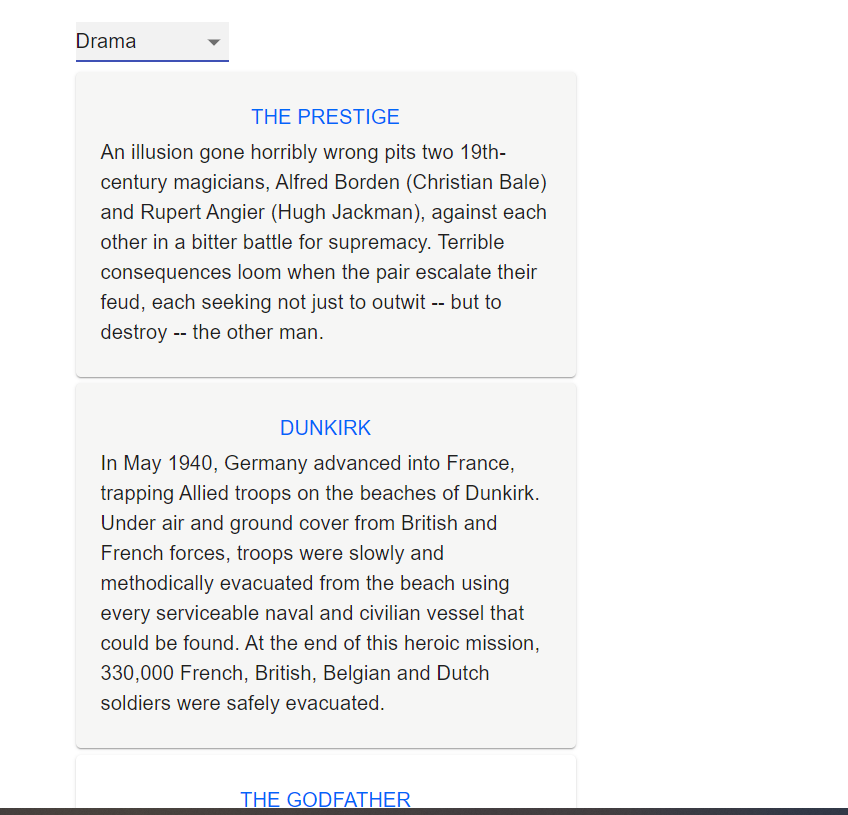 Drama
THE PRESTIGE
An illusion gone horribly wrong pits two 19th-
century magicians, Alfred Borden (Christian Bale)
and Rupert Angier (Hugh Jackman), against each
other in a bitter battle for supremacy. Terrible
consequences loom when the pair escalate their
feud, each seeking not just to outwit -- but to
destroy -- the other man.
DUNKIRK
In May 1940, Germany advanced into France,
trapping Allied troops on the beaches of Dunkirk.
Under air and ground cover from British and
French forces, troops were slowly and
methodically evacuated from the beach using
every serviceable naval and civilian vessel that
could be found. At the end of this heroic mission,
330,000 French, British, Belgian and Dutch
soldiers were safely evacuated.
THE GODFATHER